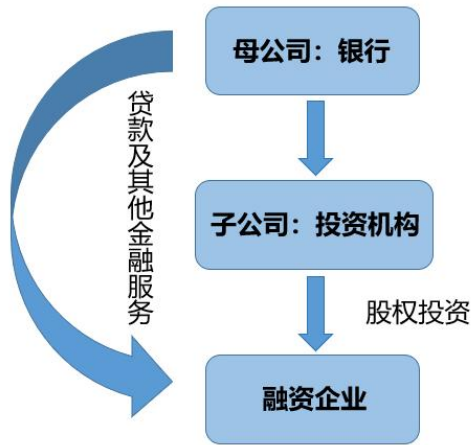 母公司：银行
贷款及其他金融服务
子公司：投资机构
股权投资
融资企业